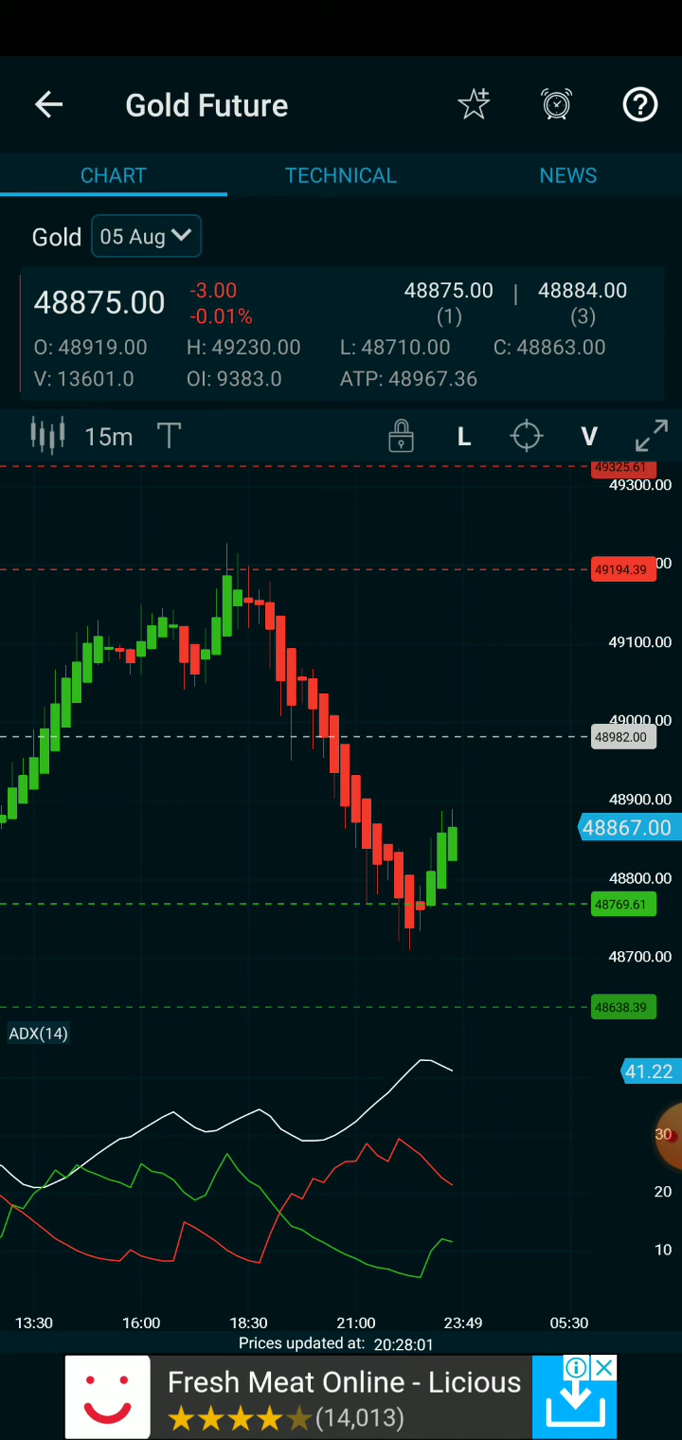 Gold Future
CHART TECHNICAL NEWS
Gold 05 Aug
48875.00 -3.00 48875.00 | 48884.00
-0.01% (1) (3)
O: 48919.00 H: 49230.00 L: 48710.00 C: 48863.00
V: 13601.0 OI: 9383.0 ATP: 48967.36
15m T L V
49325.61
49300.00
49194.39 00
49100.00
49000.00
48982.00
48900.00
48867.00
48800.00
48769.61
48700.00
48638.39
ADX(14)
41.22
30
20
10
13:30 16:00 18:30 21:00 23:49 05:30
Prices updated at: 20:28:01
Fresh Meat Online - Licious
(14,013)